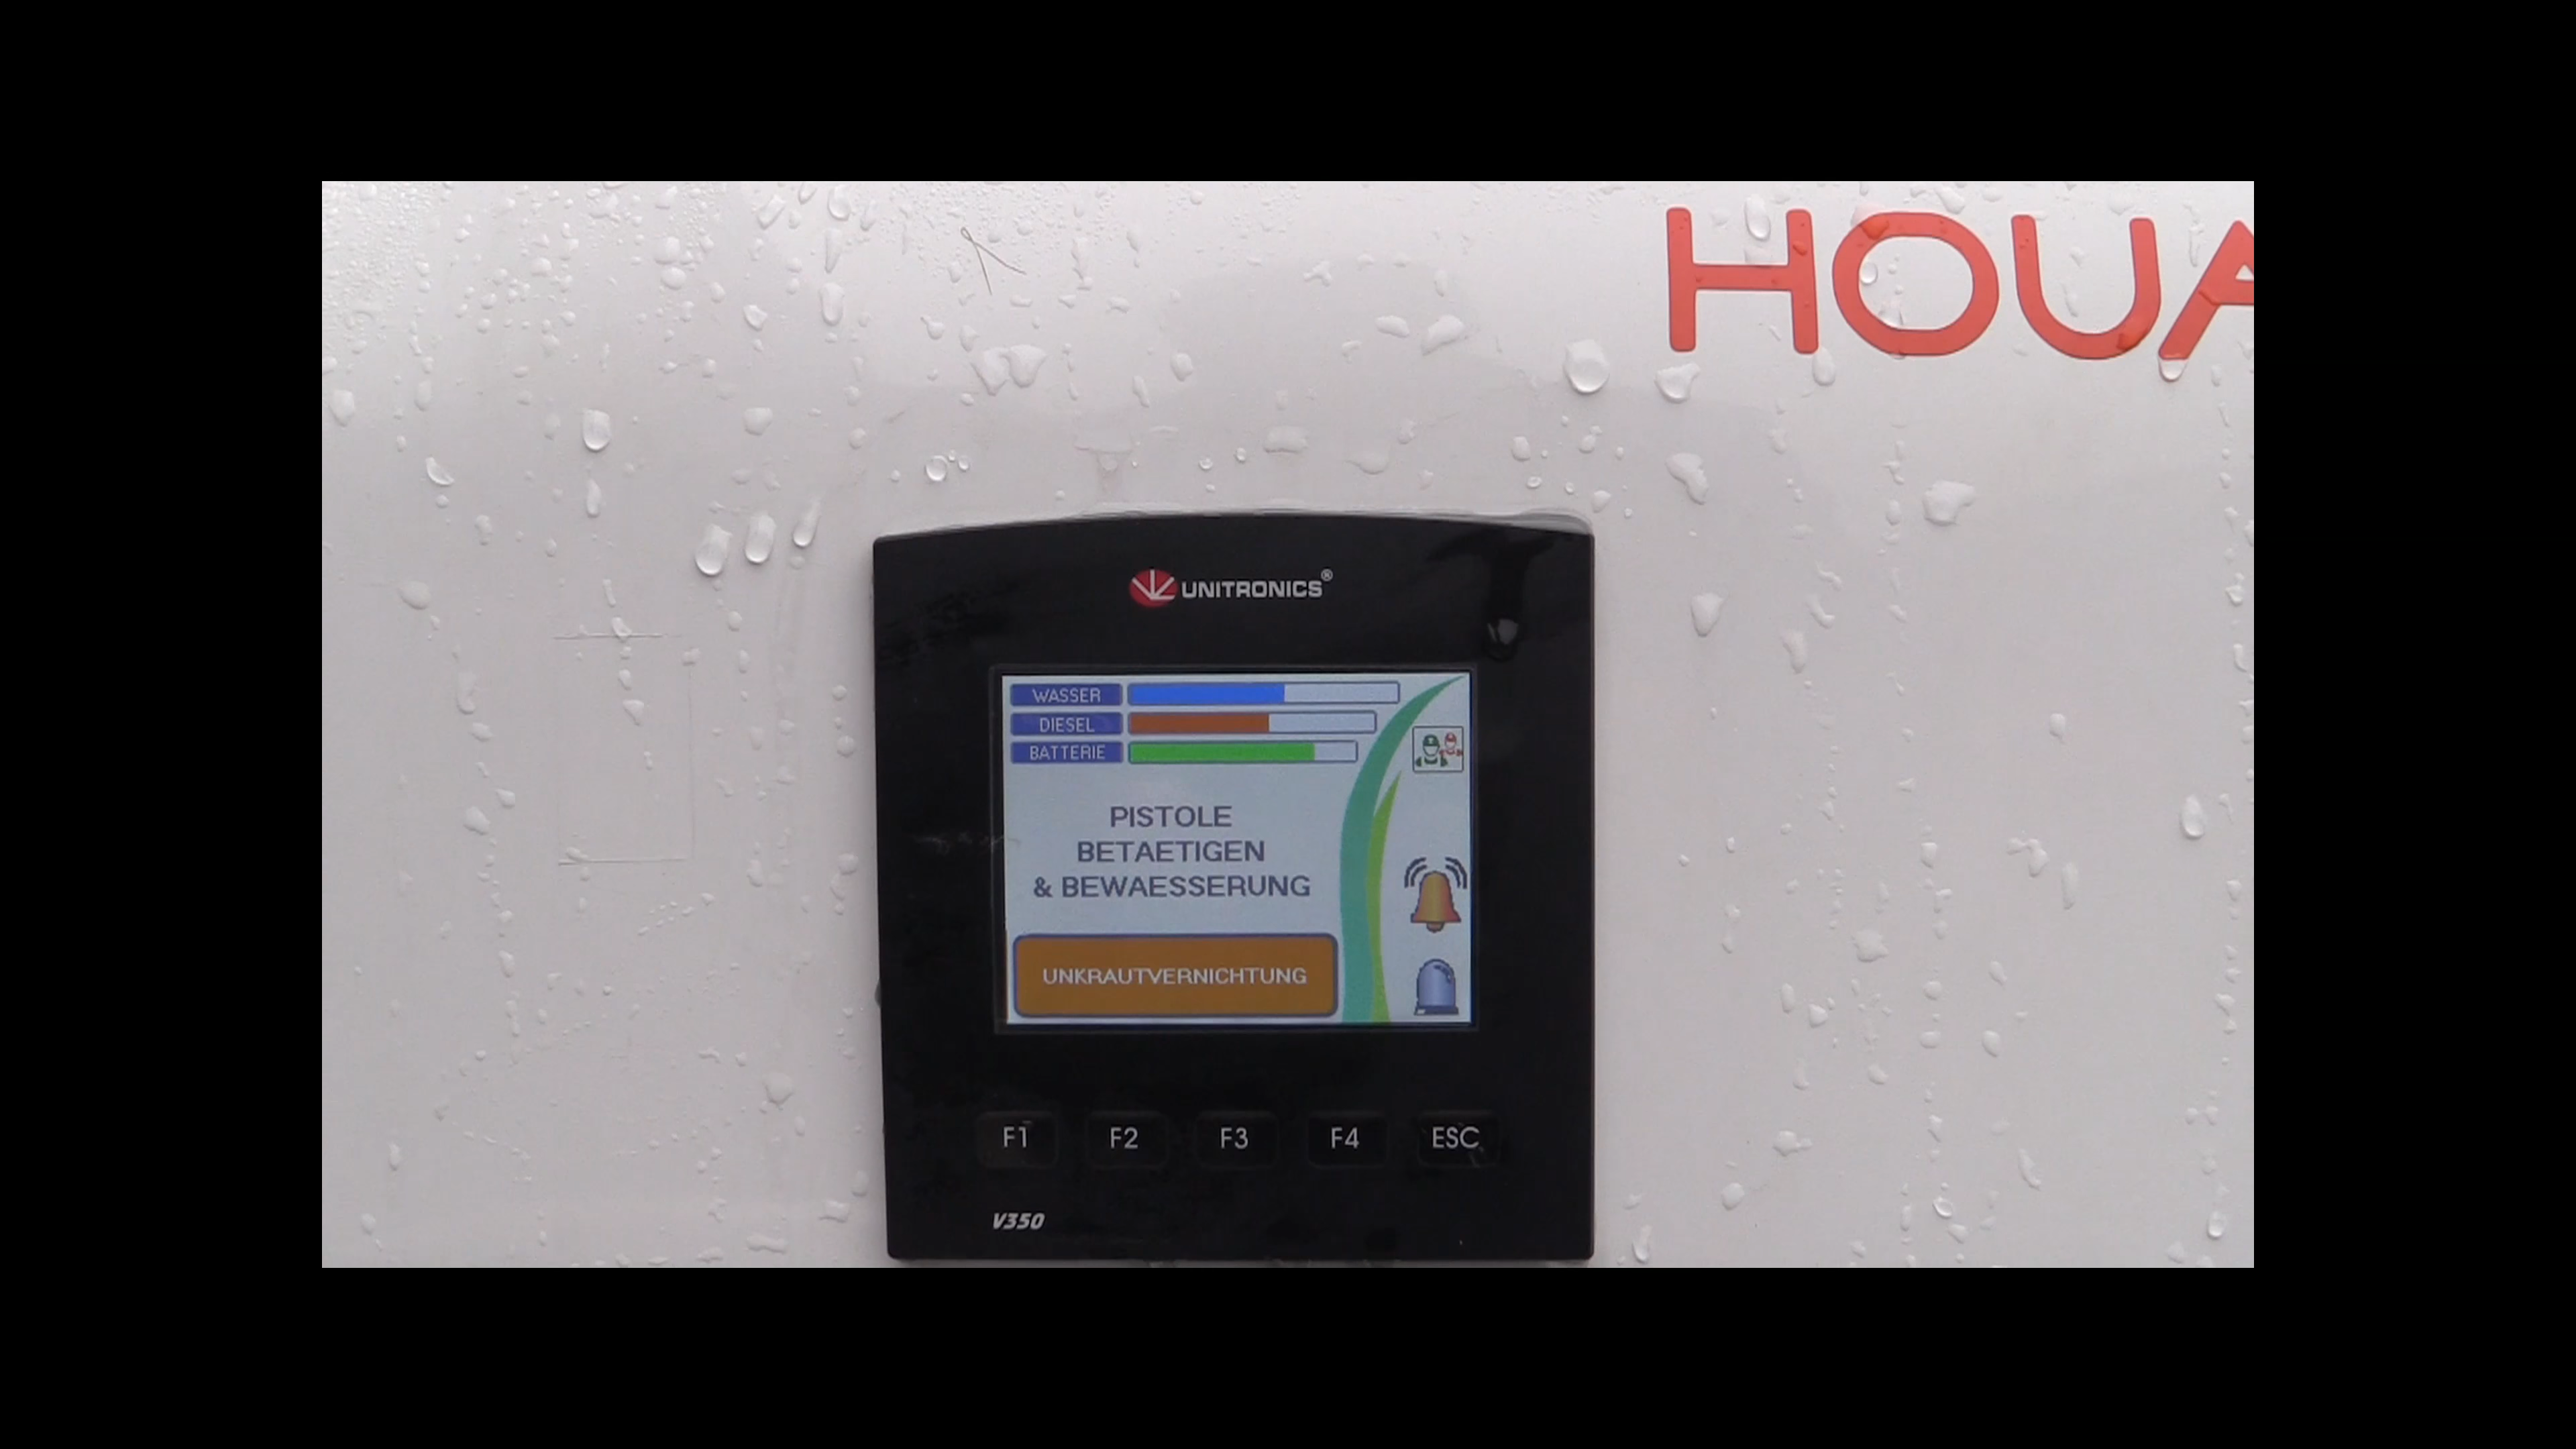 HOUA
UNITRONICS®
WASSER
DIESEL
BATTERIE
PISTOLE
BETAETIGEN
& BEWAESSERUNG
UNKRAUTVERNICHTUNG
F1 F2 F3 F4 ESC
V350